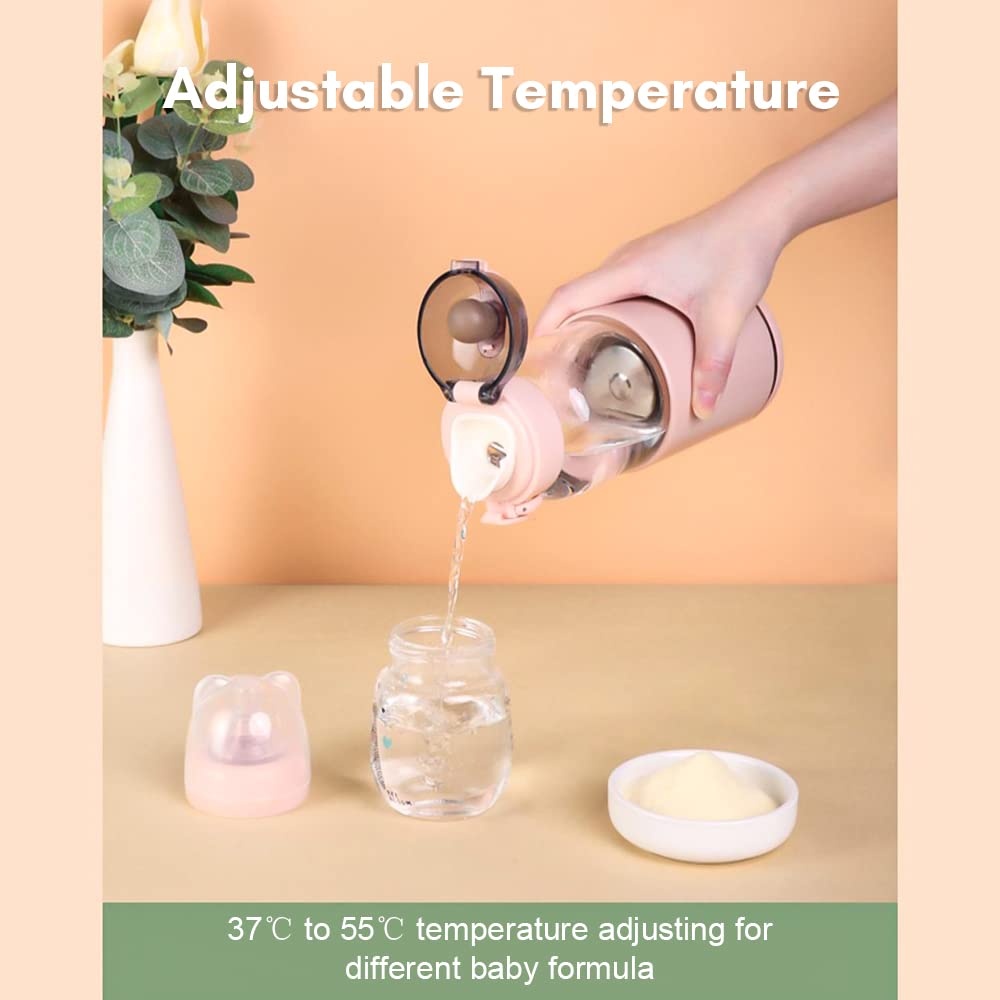 Adjustable Temperature
37℃ to 55℃ temperature adjusting for
different baby formula